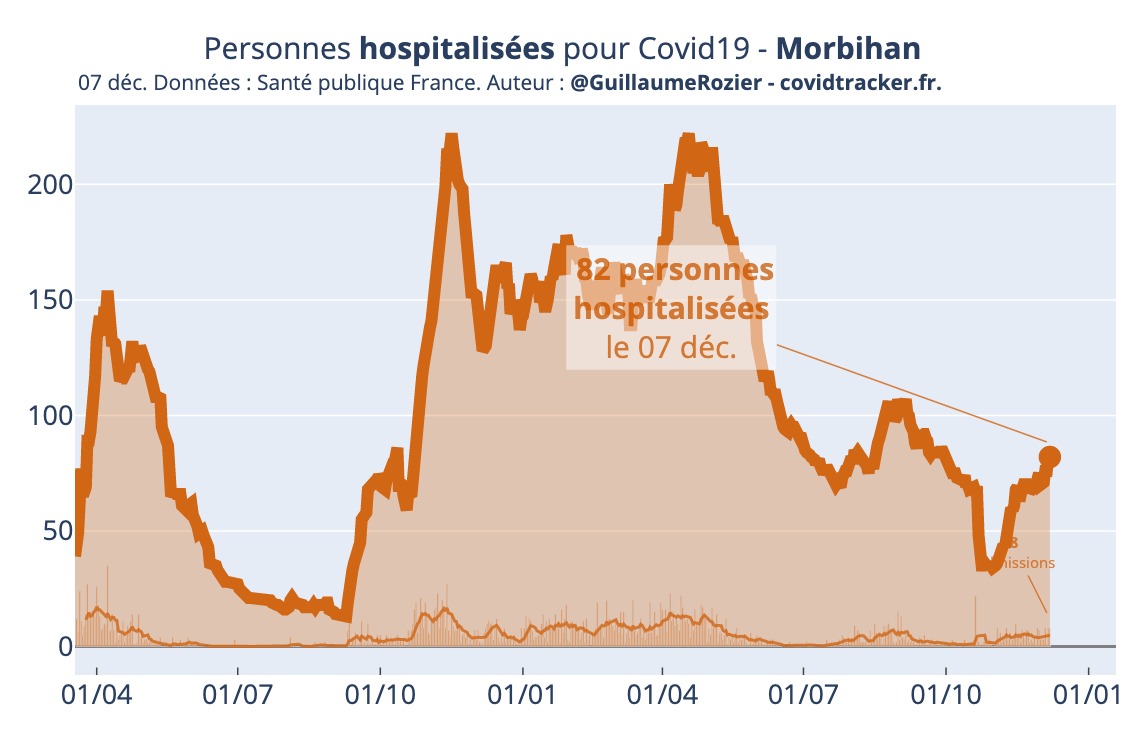 Personnes hospitalisées pour Covid19 - Morbihan
07 déc. Données : Santé publique France. Auteur : @GuillaumeRozier - covidtracker.fr.
200
150
100
50
0
82 personnes
hospitalisées
le 07 déc.
8
01/04
01/07
01/10
01/01
01/04
01/07
01/10
01/01